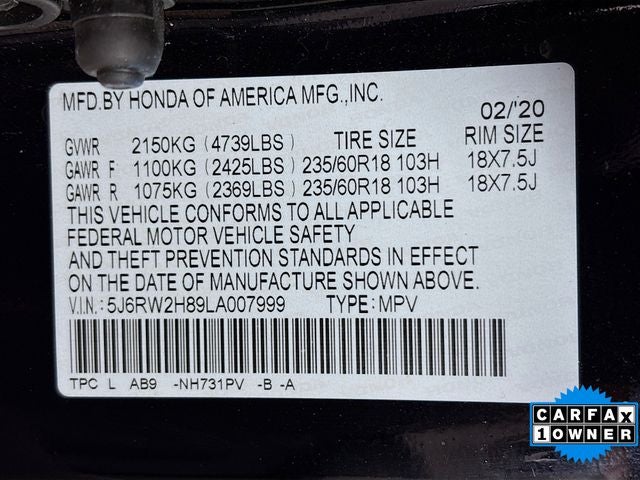 MFD.BY HONDA OF AMERICA MFG.,INC.
02/'20
GVWR 2150KG (4739LBS) TIRE SIZE RIM SIZE
GAWR F 1100KG (2425LBS) 235/60R18 103H 18X7.5J
GAWR R 1075KG (2369LBS) 235/60R18 103H 18X7.5J
THIS VEHICLE CONFORMS TO ALL APPLICABLE
FEDERAL MOTOR VEHICLE SAFETY
AND THEFT PREVENTION STANDARDS IN EFFECT
ON THE DATE OF MANUFACTURE SHOWN ABOVE.
V.I.N.: 5J6RW2H89LA007999 TYPE: MPV
TPC L AB9 -NH731PV -B -A
CARFAX
1 OWNER